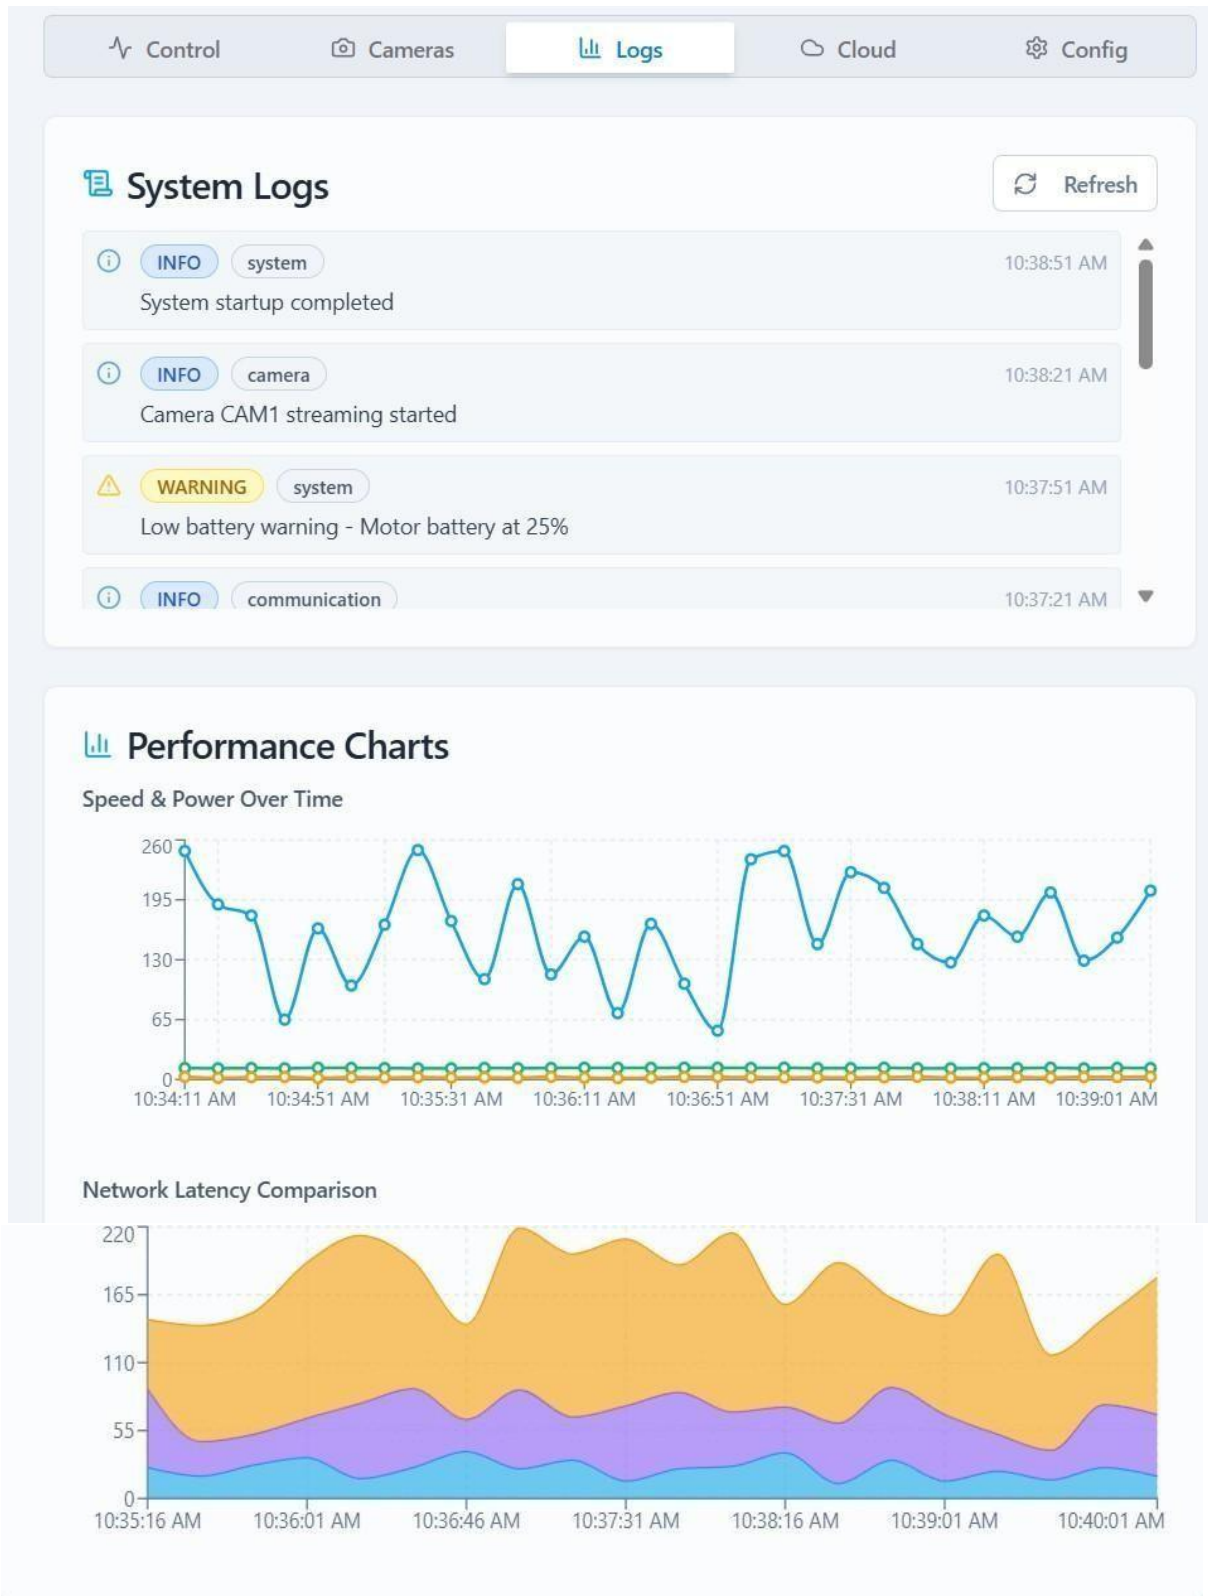 Control Cameras Logs Cloud Config
System Logs
Refresh
INFO system 10:38:51 AM
System startup completed
INFO camera 10:38:21 AM
Camera CAM1 streaming started
WARNING system 10:37:51 AM
Low battery warning - Motor battery at 25%
INFO communication 10:37:21 AM
Performance Charts
Speed & Power Over Time
260
195
130
65
0
10:34:11 AM 10:34:51 AM 10:35:31 AM 10:36:11 AM 10:36:51 AM 10:37:31 AM 10:38:11 AM 10:39:01 AM
Network Latency Comparison
220
165
110
55
0
10:35:16 AM 10:36:01 AM 10:36:46 AM 10:37:31 AM 10:38:16 AM 10:39:01 AM 10:40:01 AM